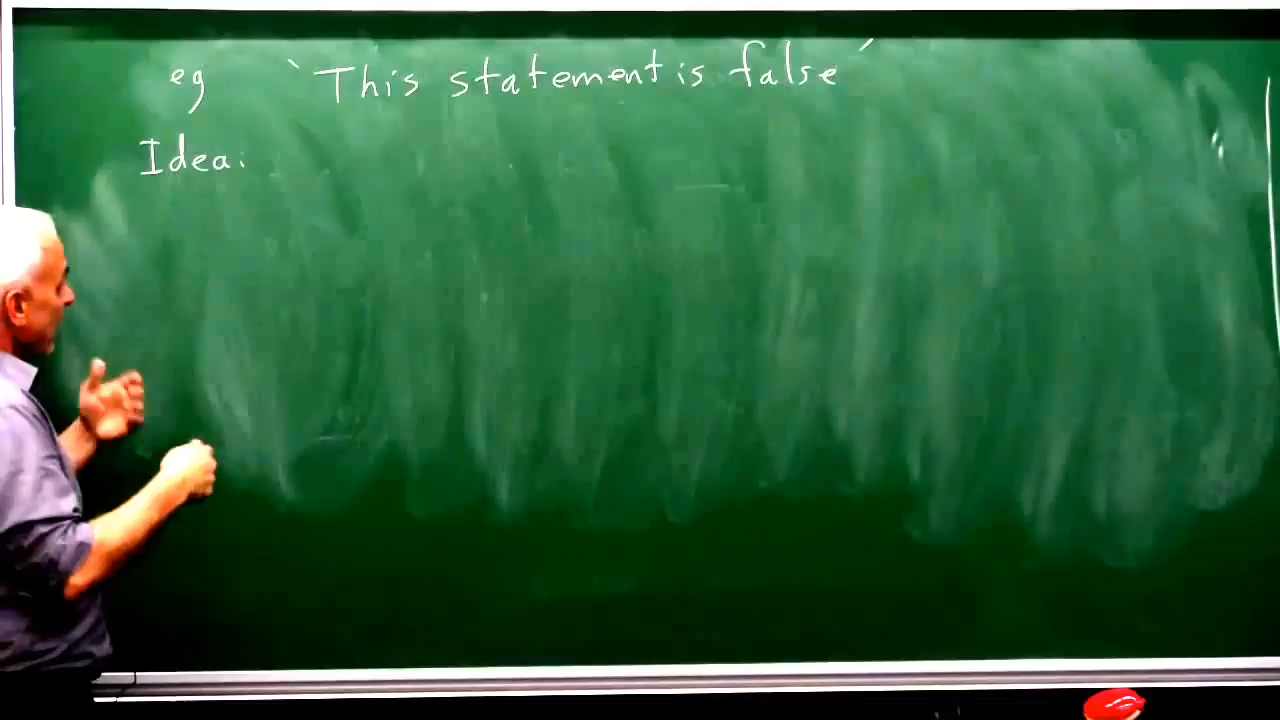 eg ‵This statement is false′
Idea: